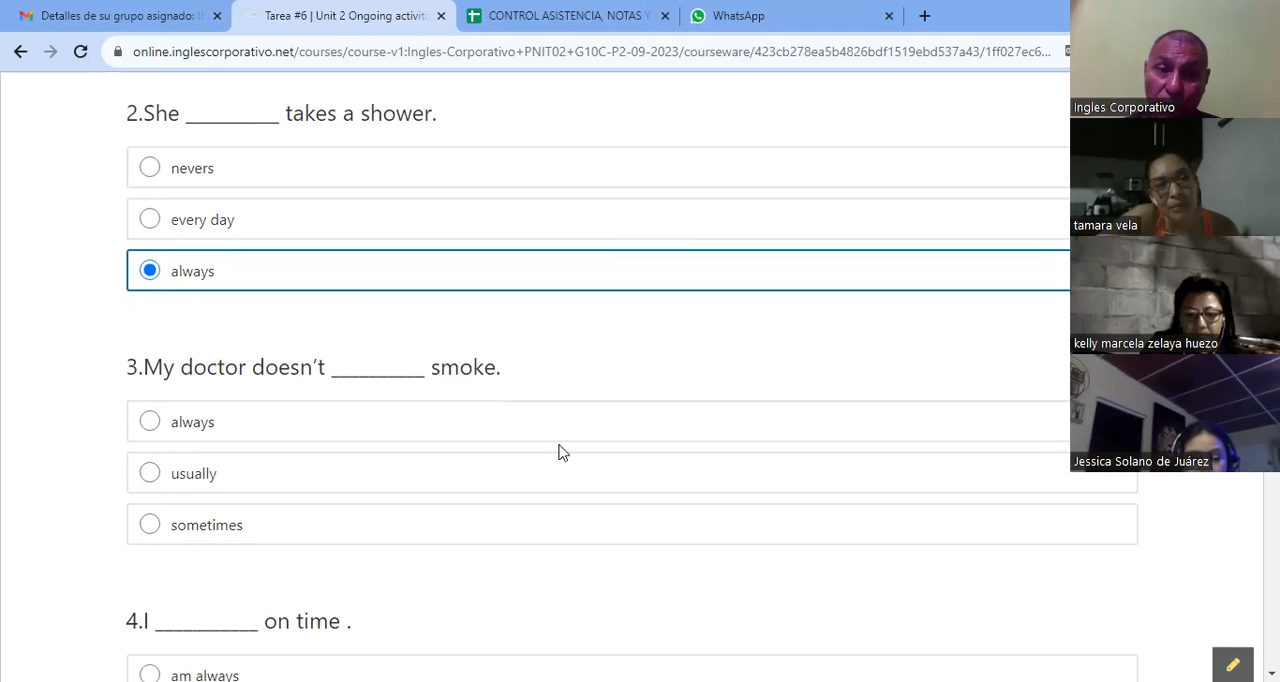 Detalles de su grupo asignado: th
Tarea #6 | Unit 2 Ongoing activiti
CONTROL ASISTENCIA, NOTAS Y
WhatsApp
online.inglescorporativo.net/courses/course-v1:Ingles-Corporativo+PNIT02+G10C-P2-09-2023/courseware/423cb278ea5b4826bdf1519ebd537a43/1ff027ec6...
2.She __________ takes a shower.
nevers
every day
always
3.My doctor doesn’t __________ smoke.
always
usually
sometimes
4.I ___________ on time .
am always
Ingles Corporativo
tamara vela
kelly marcela zelaya huezo
Jessica Solano de Juárez